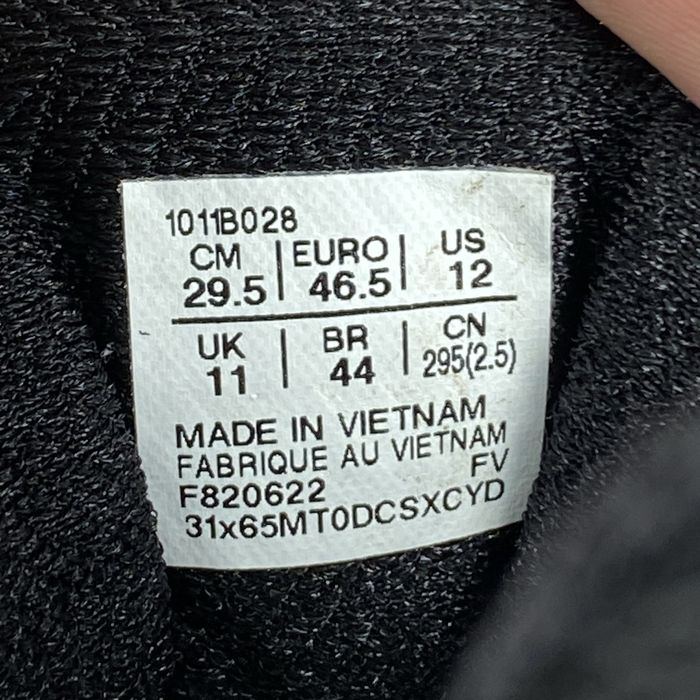 1011B028
CM | EURO | US
29.5 | 46.5 | 12
UK | BR | CN
11 | 44 | 295(2.5)
MADE IN VIETNAM
FABRIQUE AU VIETNAM
F820622 FV
31x65MT0DCSXCYD